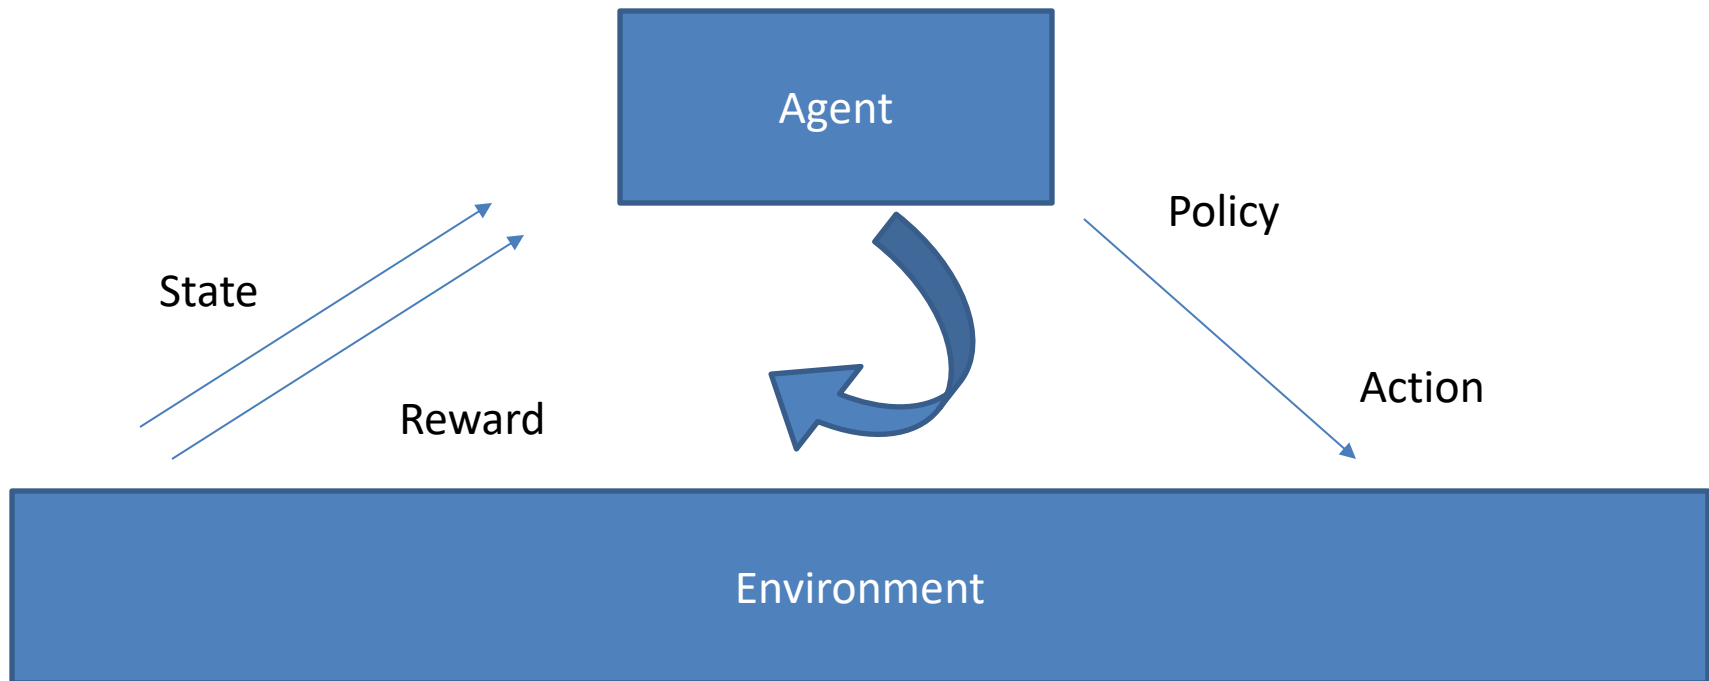 Agent
Policy
State
Action
Reward
Environment